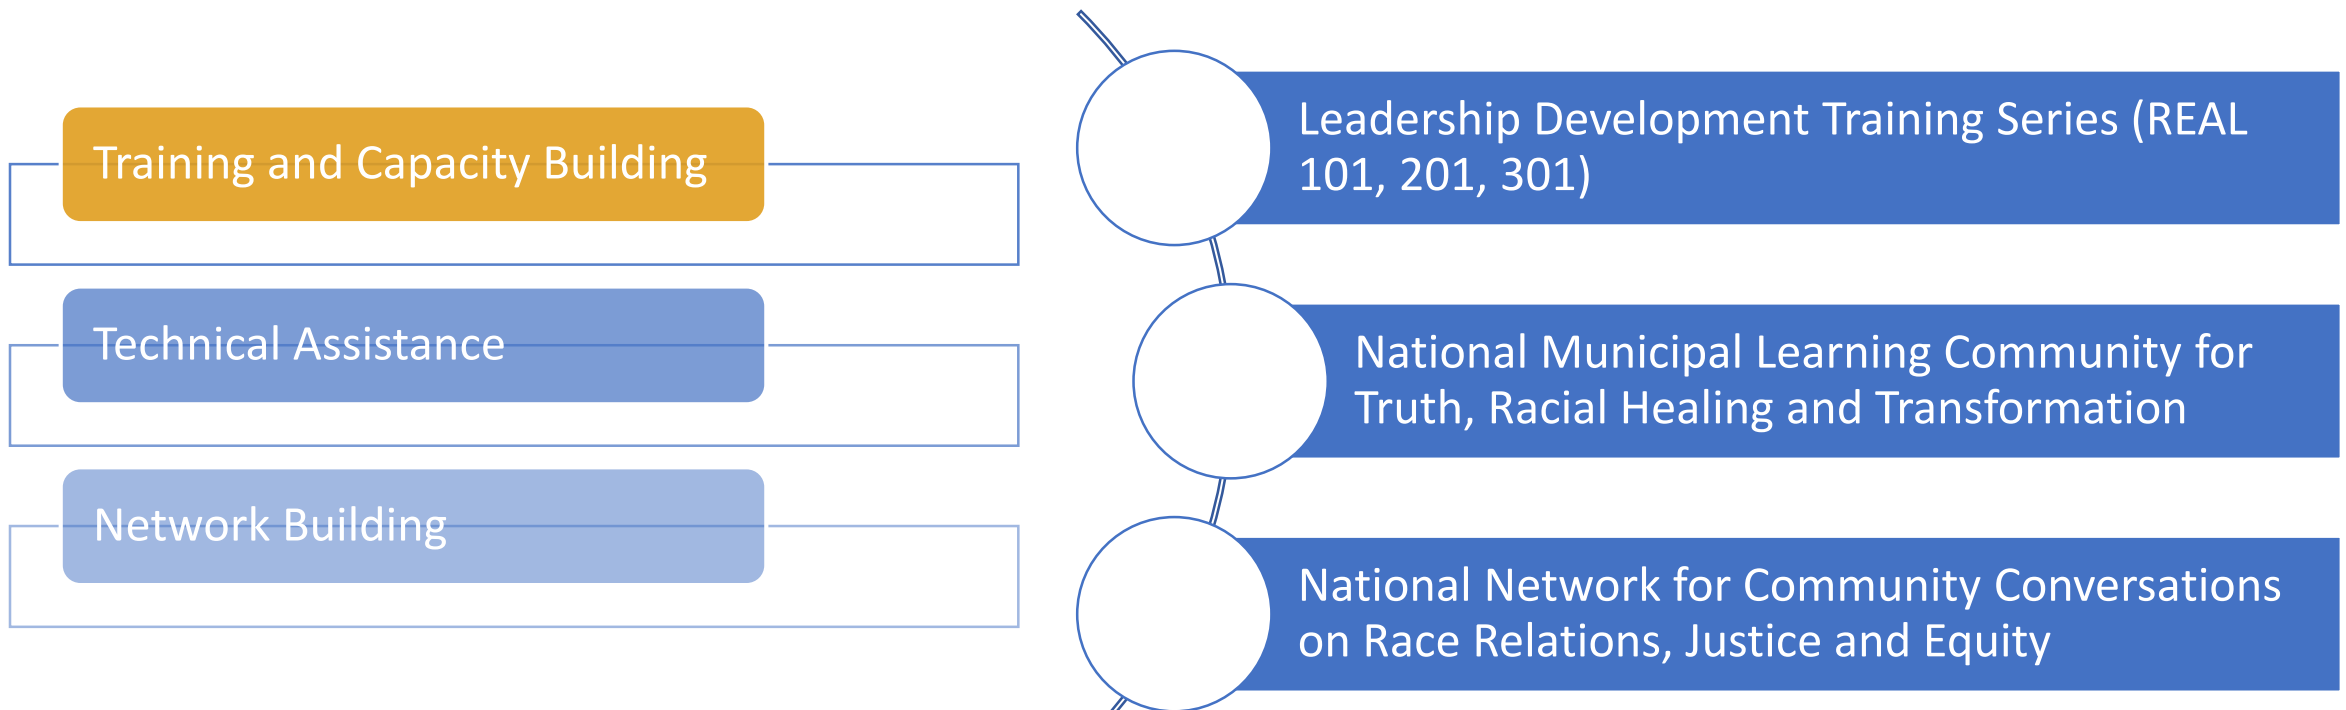 Training and Capacity Building
Technical Assistance
Network Building
Leadership Development Training Series (REAL
101, 201, 301)
National Municipal Learning Community for
Truth, Racial Healing and Transformation
National Network for Community Conversations
on Race Relations, Justice and Equity